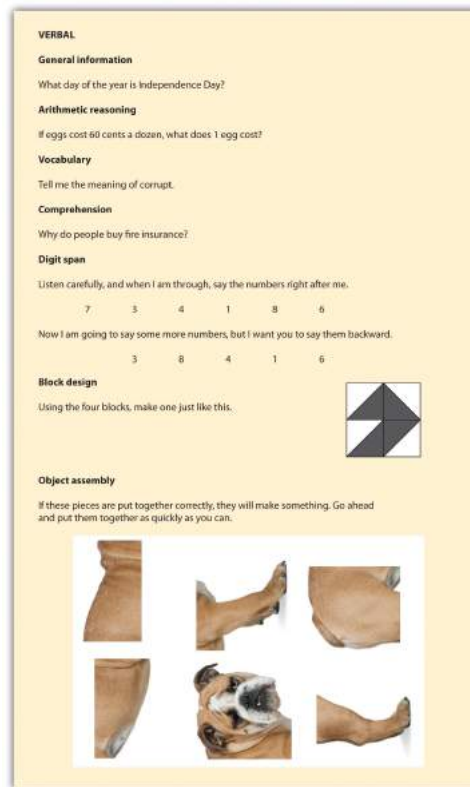 VERBAL
General information
What day of the year is Independence Day?
Arithmetic reasoning
If eggs cost 60 cents a dozen, what does 1 egg cost?
Vocabulary
Tell me the meaning of corrupt.
Comprehension
Why do people buy fire insurance?
Digit span
Listen carefully, and when I am through, say the numbers right after me.
7 3 4 1 8 6
Now I am going to say some more numbers, but I want you to say them backward.
3 8 4 1 6
Block design
Using the four blocks, make one just like this.
Object assembly
If these pieces are put together correctly, they will make something. Go ahead
and put them together as quickly as you can.